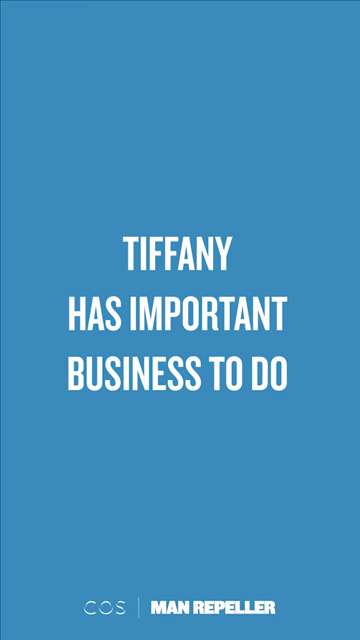 TIFFANY
HAS IMPORTANT
BUSINESS TO DO
COS | MAN REPELLER